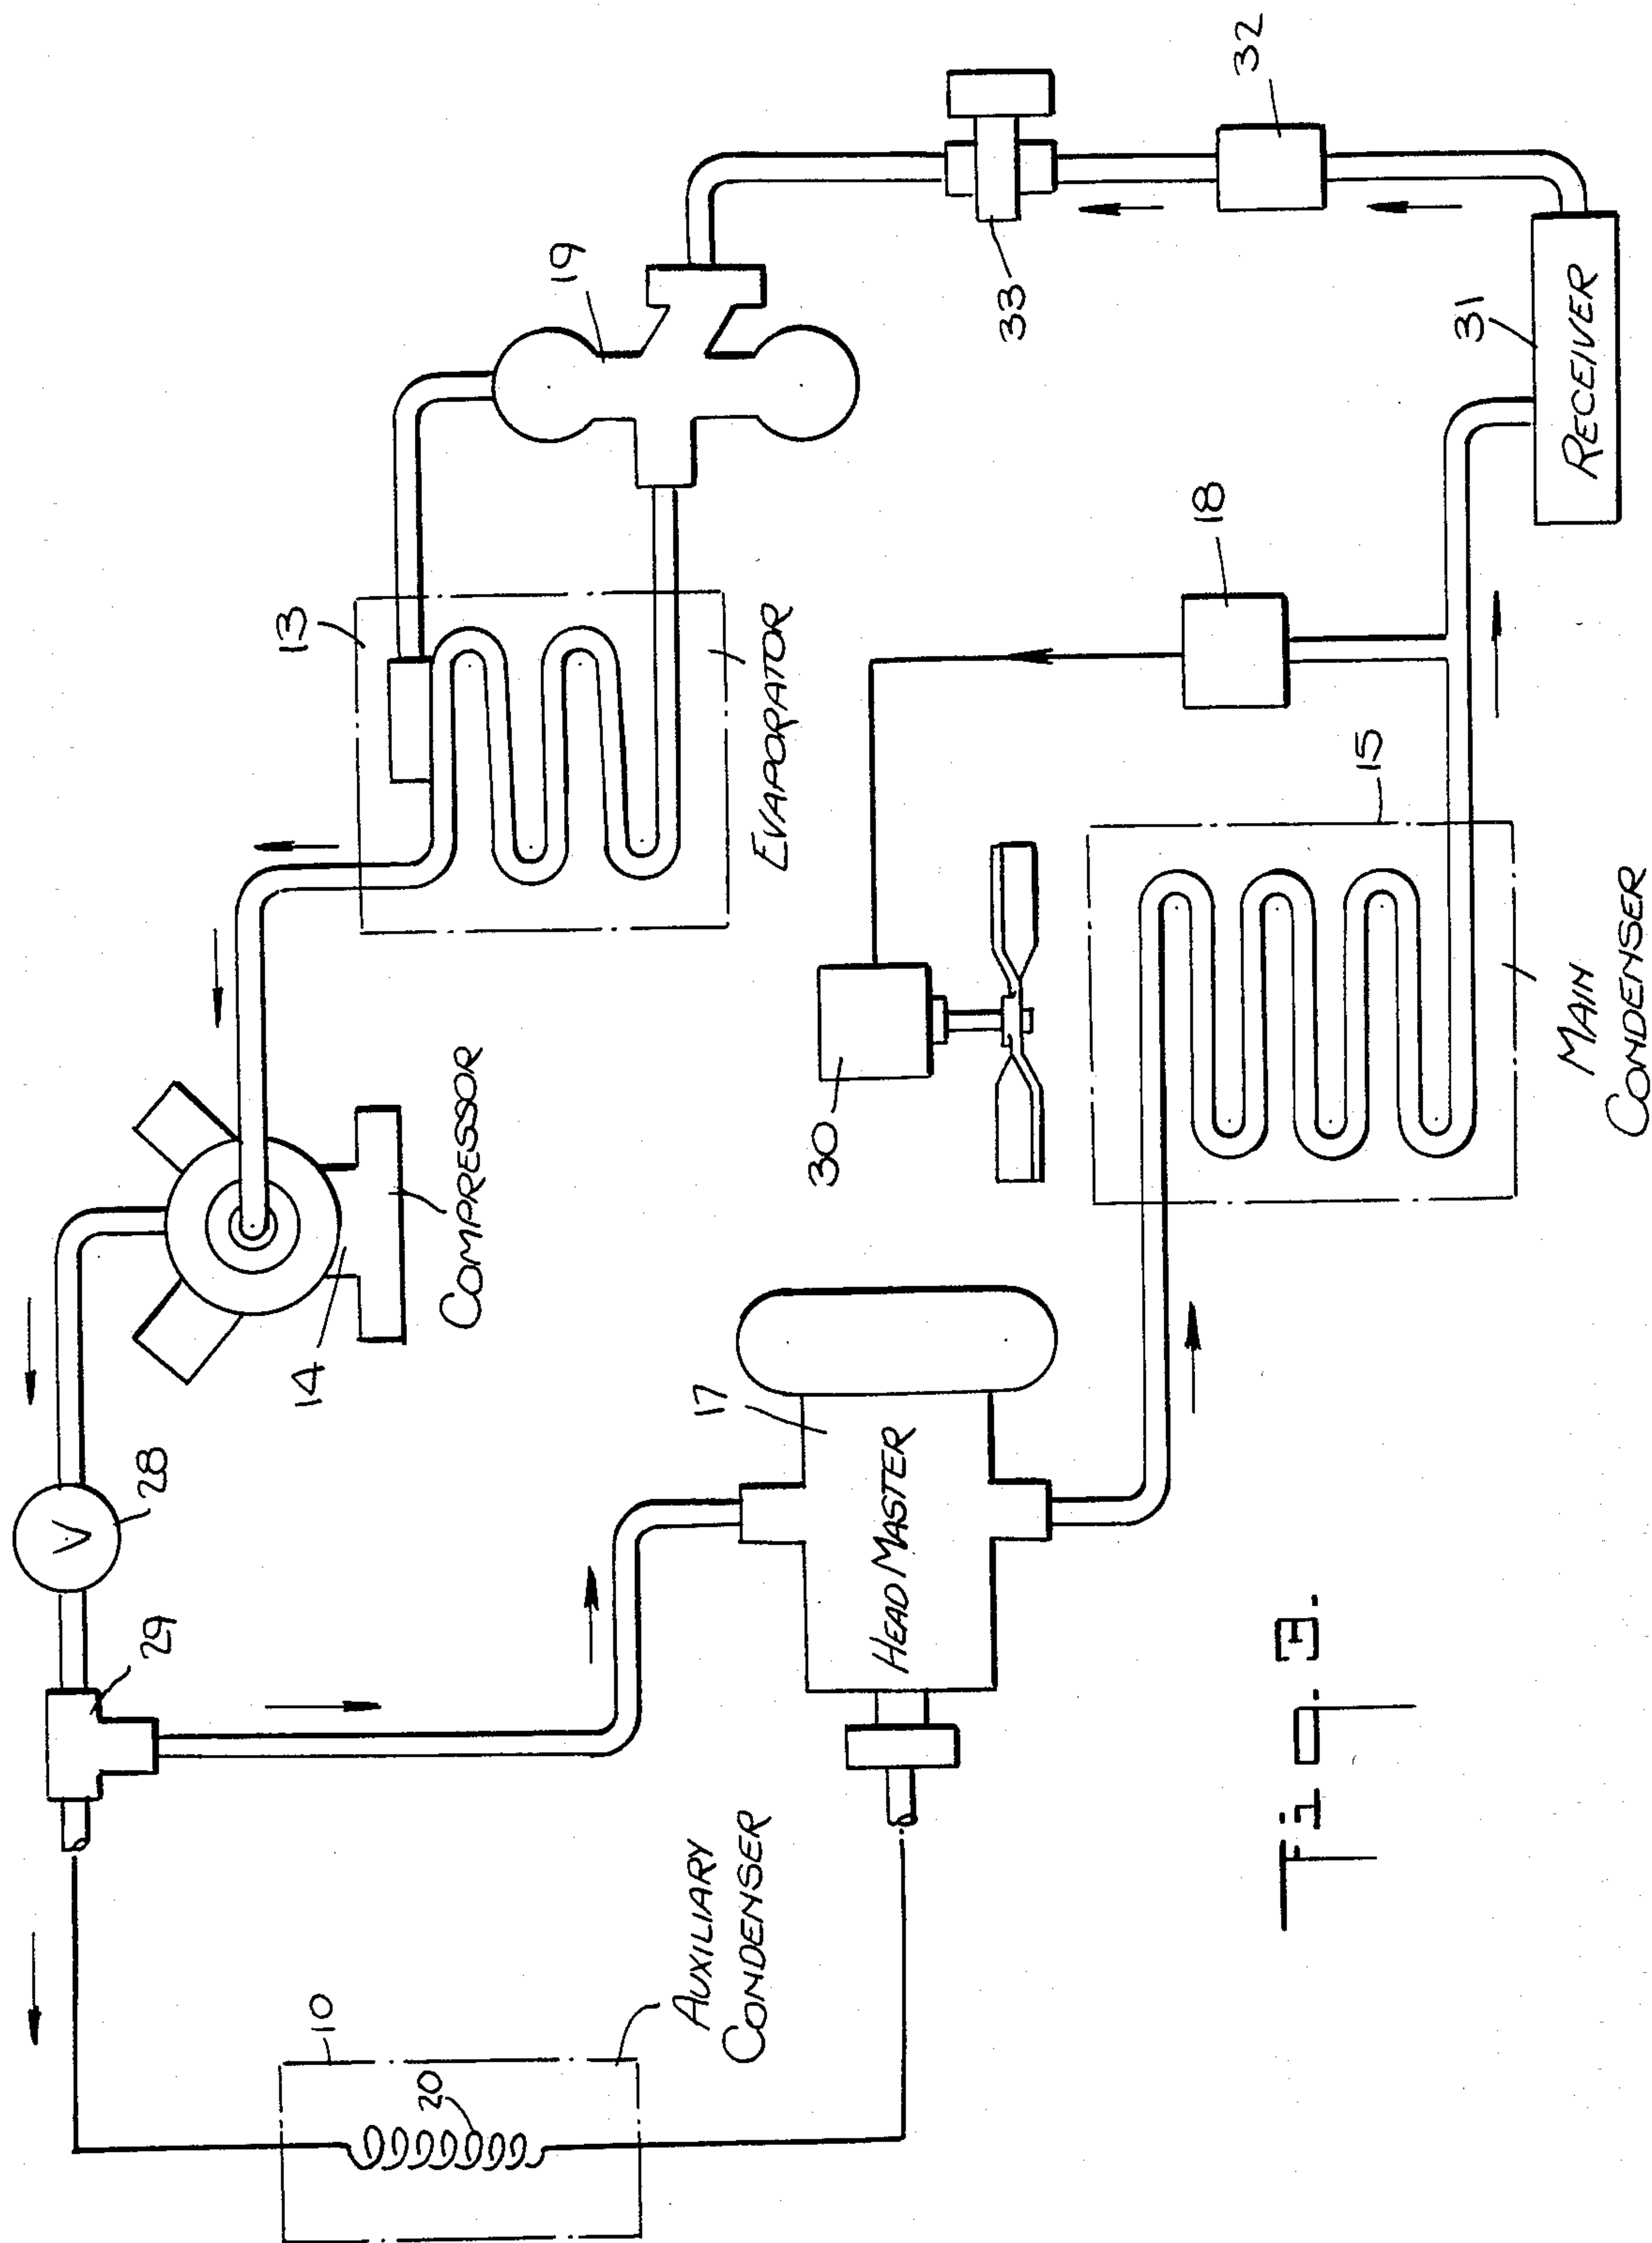 32
33
19
31
RECEIVER
18
13
EVAPORATOR
15
MAIN
CONDENSER
30
COMPRESSOR
14
17
HEAD MASTER
28
V
29
AUXILIARY
CONDENSER
10
20
Fig. 3.